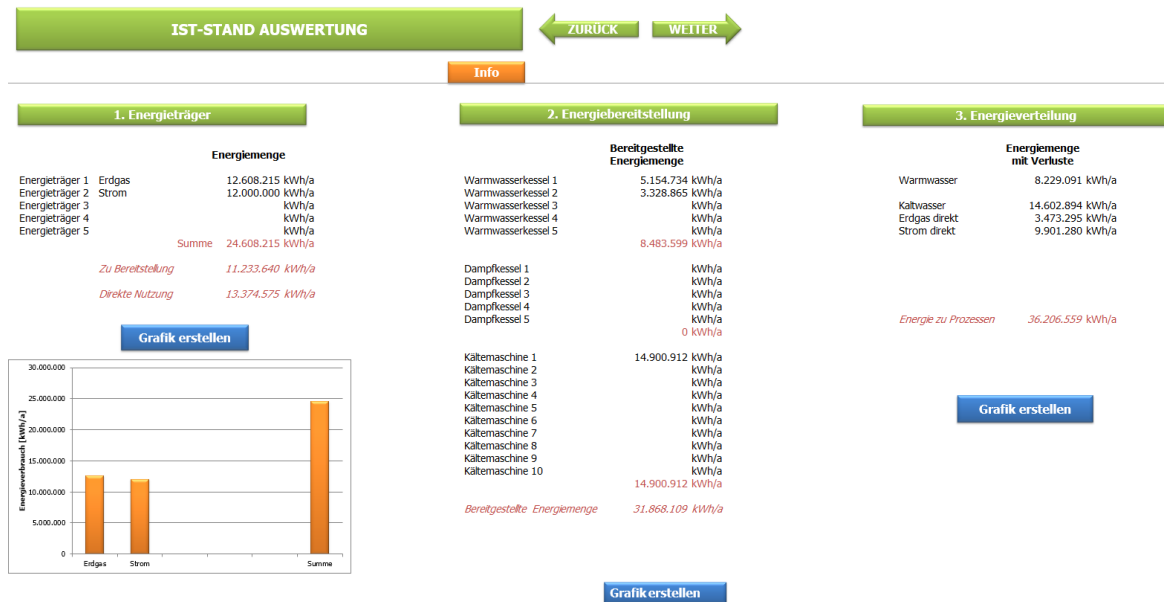 IST-STAND AUSWERTUNG
ZURÜCK
WEITER
Info
1. Energieträger
Energiemenge
Energieträger 1 Erdgas 12.608.215 kWh/a
Energieträger 2 Strom 12.000.000 kWh/a
Energieträger 3 kWh/a
Energieträger 4 kWh/a
Energieträger 5 kWh/a
Summe 24.608.215 kWh/a
Zu Bereitstellung 11.233.640 kWh/a
Direkte Nutzung 13.374.575 kWh/a
Grafik erstellen
Energieverbrauch [kWh/a]
30.000.000
25.000.000
20.000.000
15.000.000
10.000.000
5.000.000
0
Erdgas Strom Summe
2. Energiebereitstellung
Bereitgestellte
Energiemenge
Warmwasserkessel 1 5.154.734 kWh/a
Warmwasserkessel 2 3.328.865 kWh/a
Warmwasserkessel 3 kWh/a
Warmwasserkessel 4 kWh/a
Warmwasserkessel 5 kWh/a
8.483.599 kWh/a
Dampfkessel 1 kWh/a
Dampfkessel 2 kWh/a
Dampfkessel 3 kWh/a
Dampfkessel 4 kWh/a
Dampfkessel 5 kWh/a
0 kWh/a
Kältemaschine 1 14.900.912 kWh/a
Kältemaschine 2 kWh/a
Kältemaschine 3 kWh/a
Kältemaschine 4 kWh/a
Kältemaschine 5 kWh/a
Kältemaschine 6 kWh/a
Kältemaschine 7 kWh/a
Kältemaschine 8 kWh/a
Kältemaschine 9 kWh/a
Kältemaschine 10 kWh/a
14.900.912 kWh/a
Bereitgestellte Energiemenge 31.868.109 kWh/a
Grafik erstellen
3. Energieverteilung
Energiemenge
mit Verluste
Warmwasser 8.229.091 kWh/a
Kaltwasser 14.602.894 kWh/a
Erdgas direkt 3.473.295 kWh/a
Strom direkt 9.901.280 kWh/a
Energie zu Prozessen 36.206.559 kWh/a
Grafik erstellen